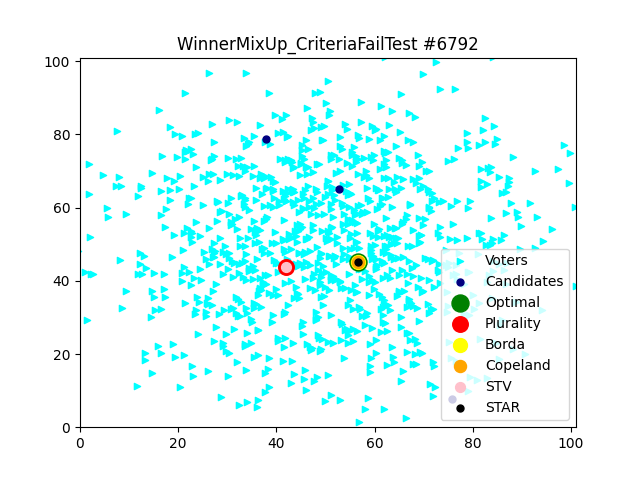 WinnerMixUp_CriteriaFailTest #6792
100
80
60
40
20
0
0 20 40 60 80 100
Voters
Candidates
Optimal
Plurality
Borda
Copeland
STV
STAR